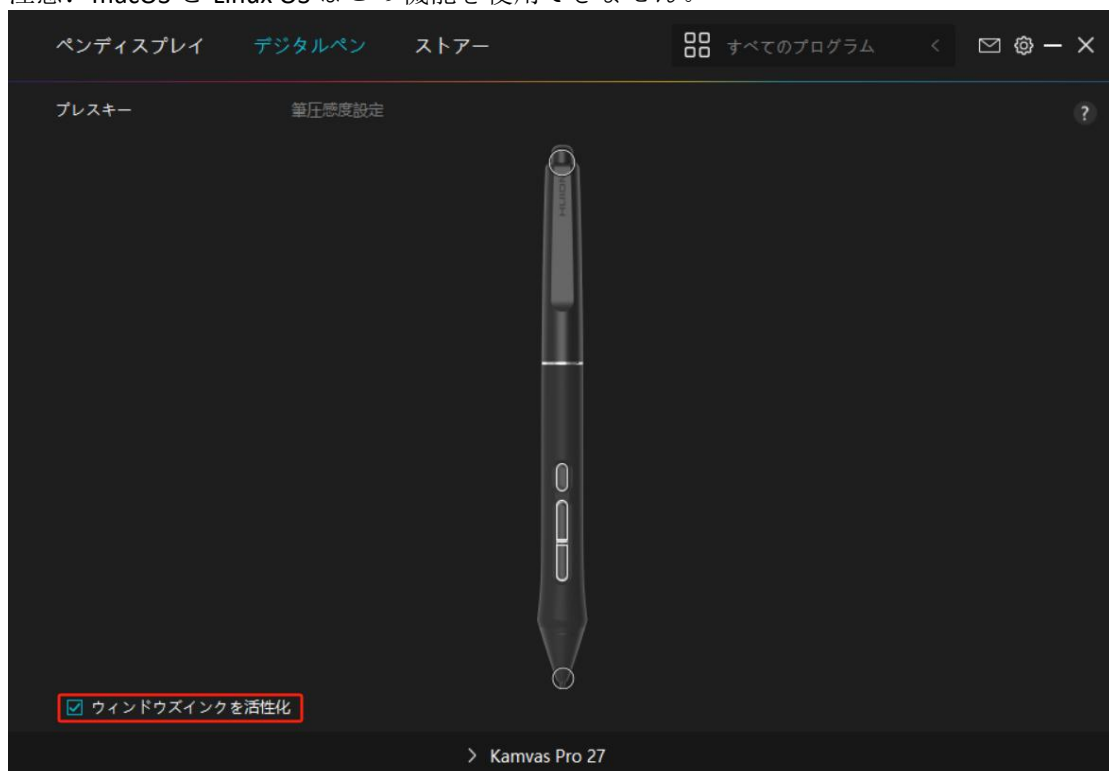 注意：macOS と Linux OS はこの機能を使用できません。
ペンディスプレイ デジタルペン ストアー すべてのプログラム
プレスキー 筆圧感度設定 ?
HUION
ウィンドウズインクを活性化
Kamvas Pro 27